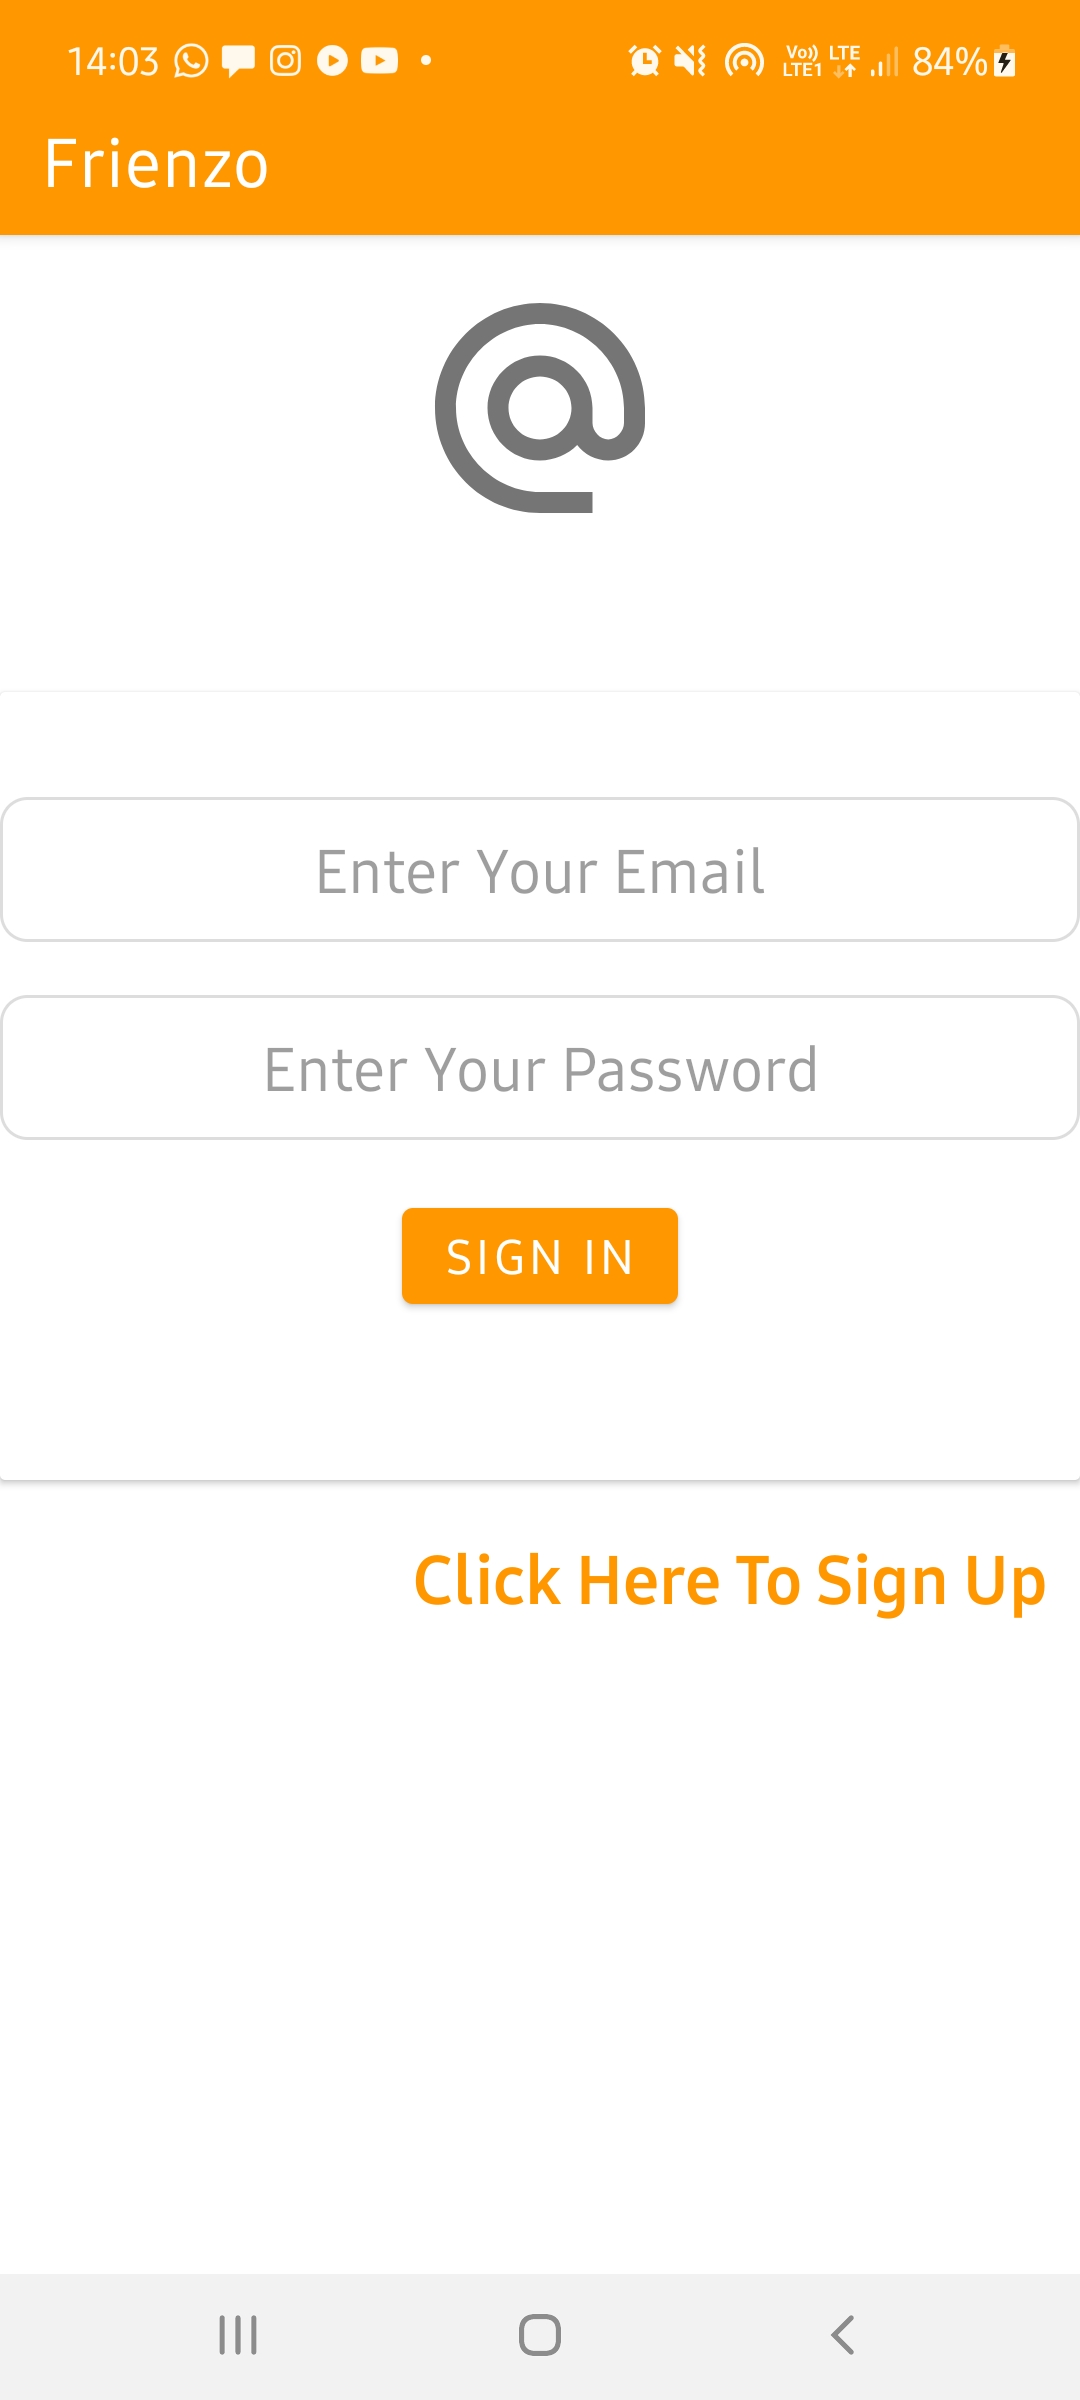 14:03 Vo)) LTE1 LTE 84%
Frienzo
@
Enter Your Email
Enter Your Password
SIGN IN
Click Here To Sign Up